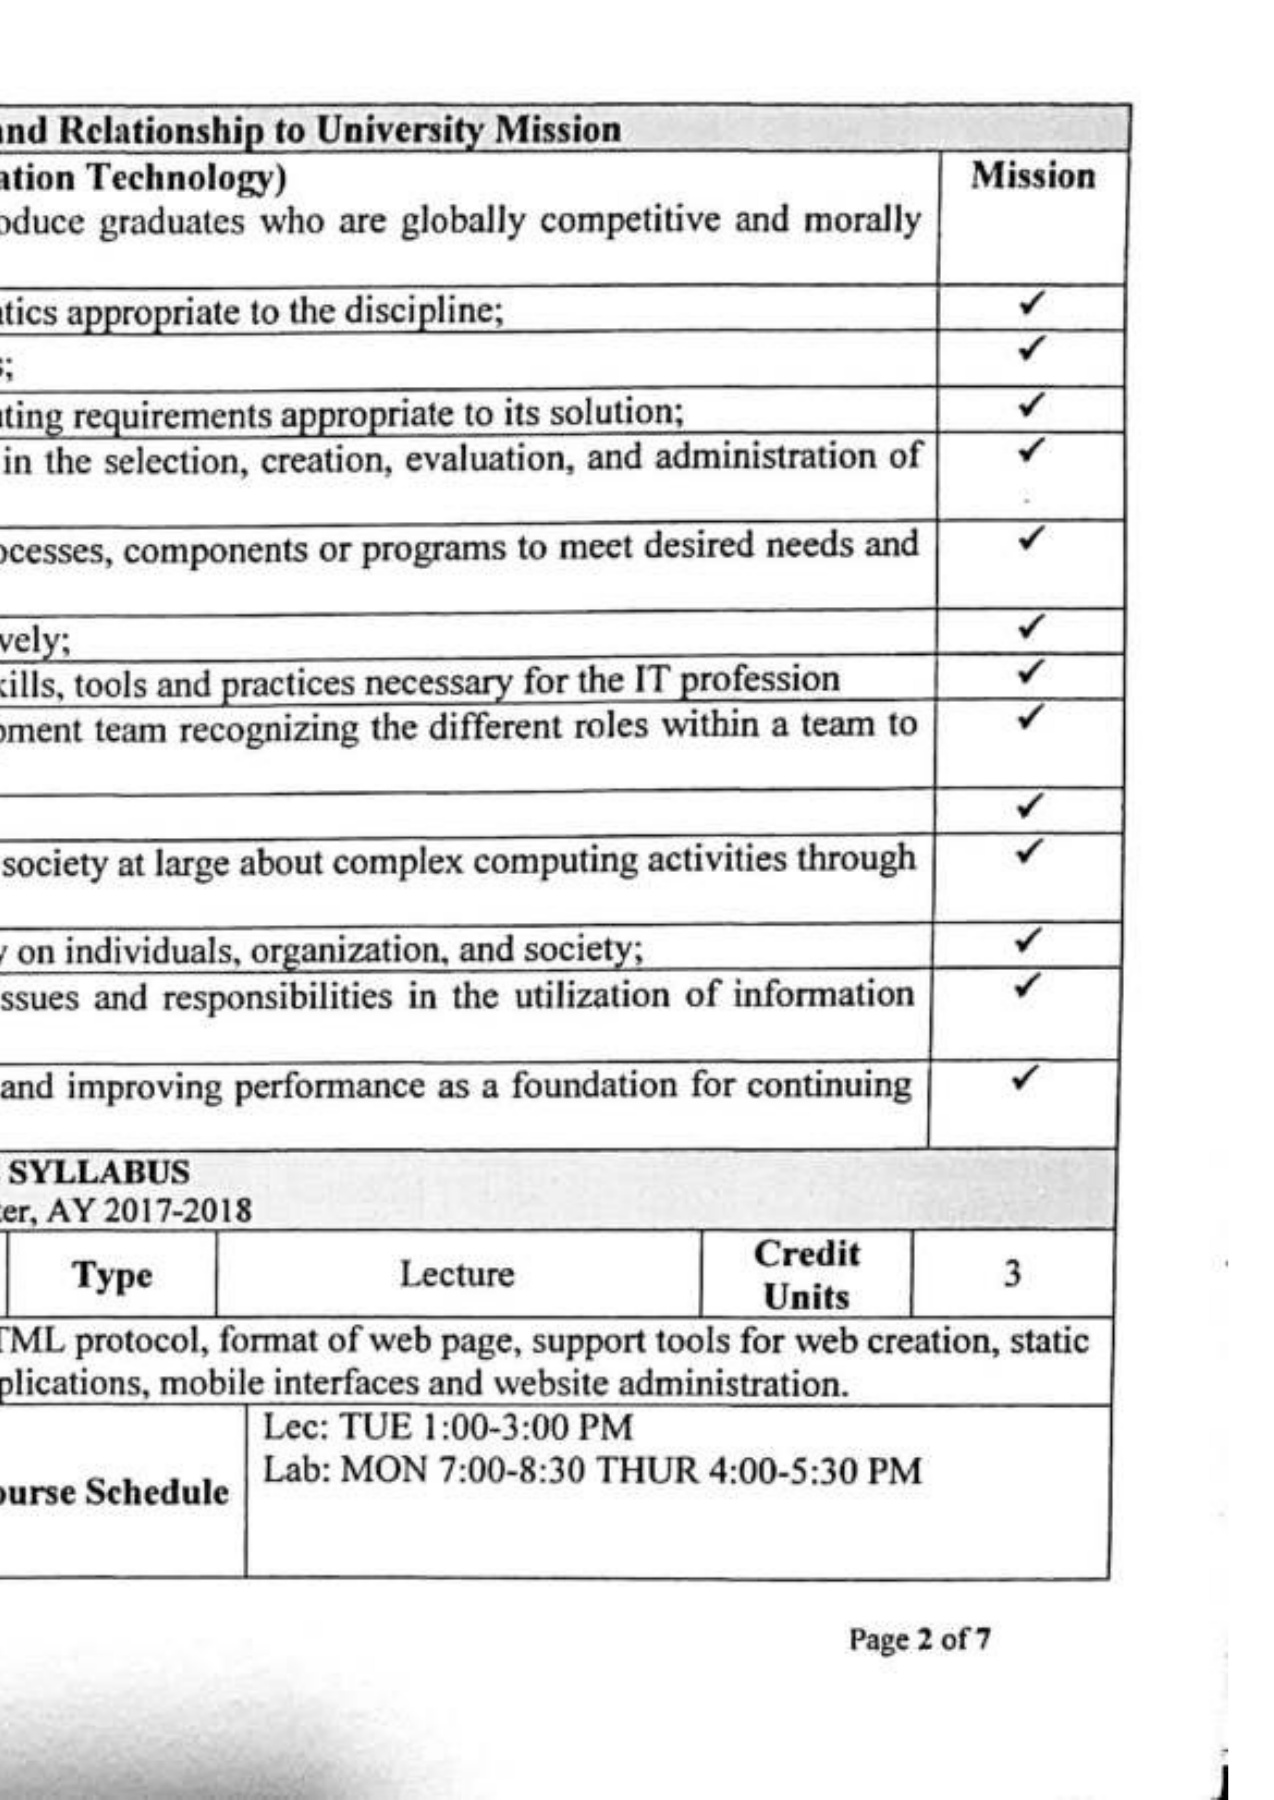 and Relationship to University Mission
ation Technology)
Mission
oduce graduates who are globally competitive and morally
atics appropriate to the discipline; ✓
s; ✓
ting requirements appropriate to its solution; ✓
in the selection, creation, evaluation, and administration of ✓
ocesses, components or programs to meet desired needs and ✓
vely; ✓
kills, tools and practices necessary for the IT profession ✓
pment team recognizing the different roles within a team to ✓
✓
society at large about complex computing activities through ✓
y on individuals, organization, and society; ✓
ssues and responsibilities in the utilization of information ✓
and improving performance as a foundation for continuing ✓
SYLLABUS
ter, AY 2017-2018
Type Lecture Credit Units 3
TML protocol, format of web page, support tools for web creation, static
plications, mobile interfaces and website administration.
ourse Schedule
Lec: TUE 1:00-3:00 PM
Lab: MON 7:00-8:30 THUR 4:00-5:30 PM
Page 2 of 7